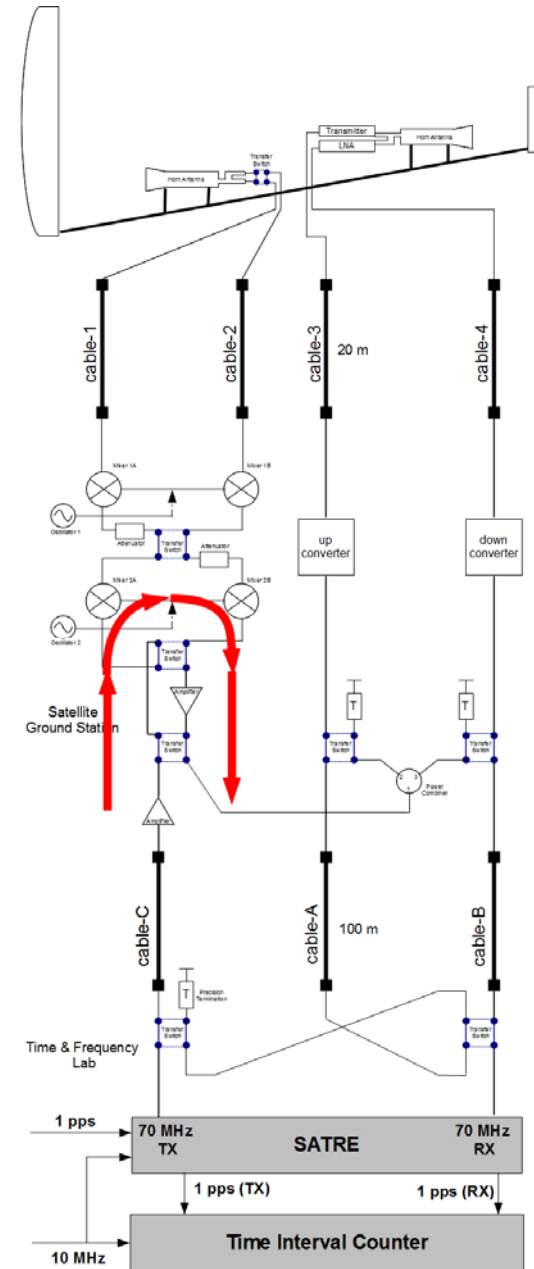 Transmitter
LNA
Horn Antenna
Transfer
Switch
Horn Antenna
cable-1
cable-2
cable-3
20 m
cable-4
Mixer 1A
Mixer 1B
Oscillator 1
Attenuator
Transfer
Switch
Attenuator
up
converter
down
converter
Mixer 2A
Mixer 2B
Oscillator 2
Transfer
Switch
Satellite
Ground Station
Amplifier
T
T
Transfer
Switch
Transfer
Switch
Transfer
Switch
2
3
1
Power
Combiner
Amplifier
cable-C
cable-A
100 m
cable-B
T
Precision
Termination
Transfer
Switch
Transfer
Switch
Time & Frequency
Lab
1 pps
70 MHz
TX
SATRE
70 MHz
RX
1 pps (TX)
1 pps (RX)
10 MHz
Time Interval Counter